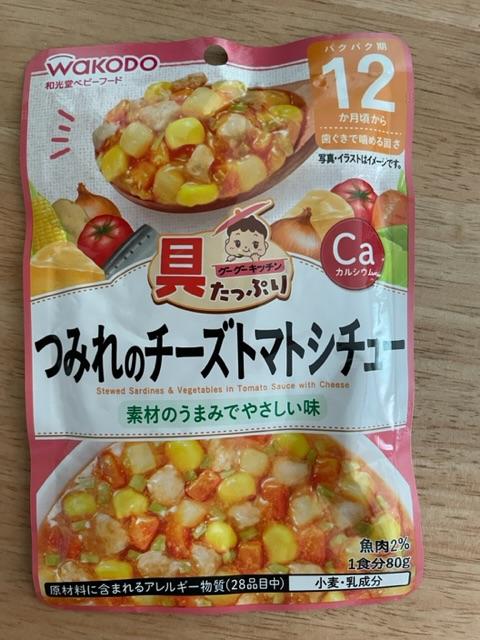 wakodo
和光堂ベビーフード
パクパク期
12
か月頃から
歯ぐきで噛める固さ
写真・イラストはイメージです。
Ca
カルシウム
グーグーキッチン
具たっぷり
つみれのチーズトマトシチュー
Stewed Sardines & Vegetables in Tomato Sauce with Cheese
素材のうまみでやさしい味
魚肉2%
1食分80g
原材料に含まれるアレルギー物質(28品目中) 小麦・乳成分